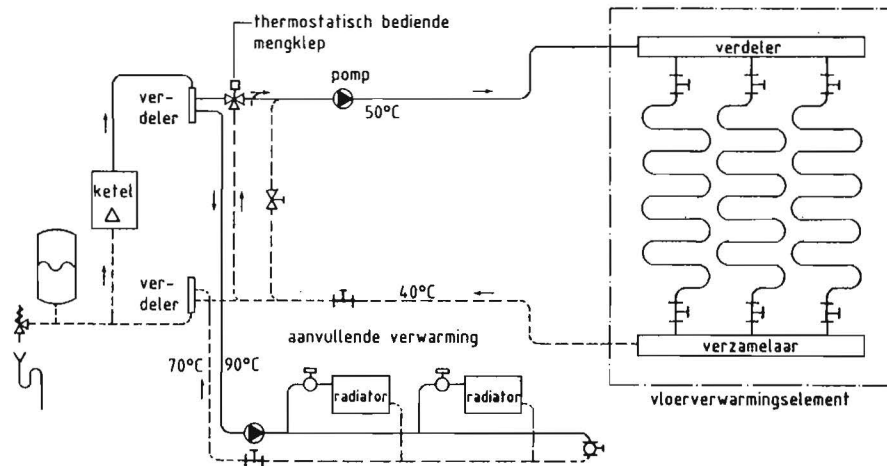 thermostatisch bediende
mengklep
verdeler
pomp
ver-
deler
50°C
ketel
ver-
deler
40°C
aanvullende verwarming
verzamelaar
70°C
90°C
radiator
radiator
vloerverwarmingselement